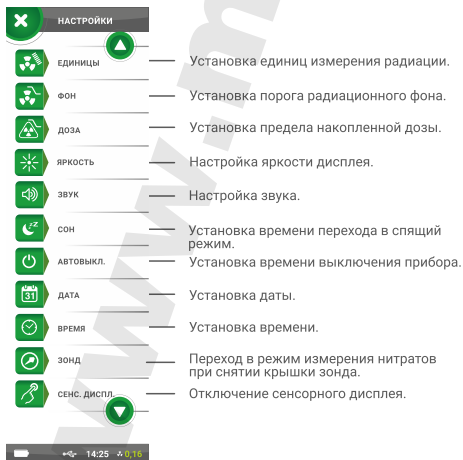 НАСТРОЙКИ
ЕДИНИЦЫ
Установка единиц измерения радиации.
ФОН
Установка порога радиационного фона.
ДОЗА
Установка предела накопленной дозы.
ЯРКОСТЬ
Настройка яркости дисплея.
ЗВУК
Настройка звука.
СОН
Установка времени перехода в спящий
режим.
АВТОВЫКЛ.
Установка времени выключения прибора.
31
ДАТА
Установка даты.
ВРЕМЯ
Установка времени.
ЗОНД
Переход в режим измерения нитратов
при снятии крышки зонда.
СЕНС. ДИСПЛ.
Отключение сенсорного дисплея.
14:25 0,16
www.m